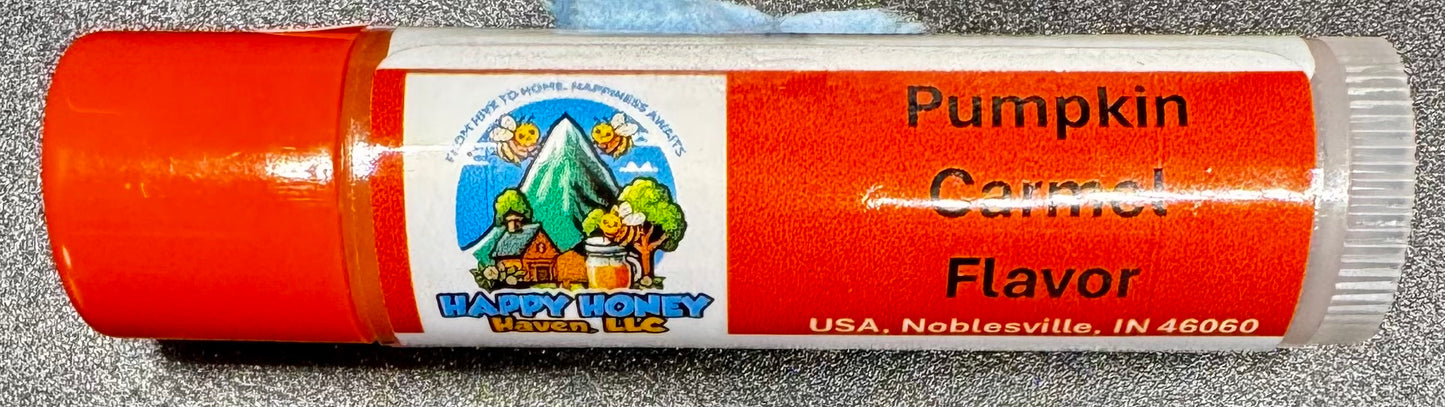 FROM HIVE TO HOME, HAPPINESS AWAITS
HAPPY HONEY
Haven, LLC
Pumpkin
Carmel
Flavor
USA, Noblesville, IN 46060